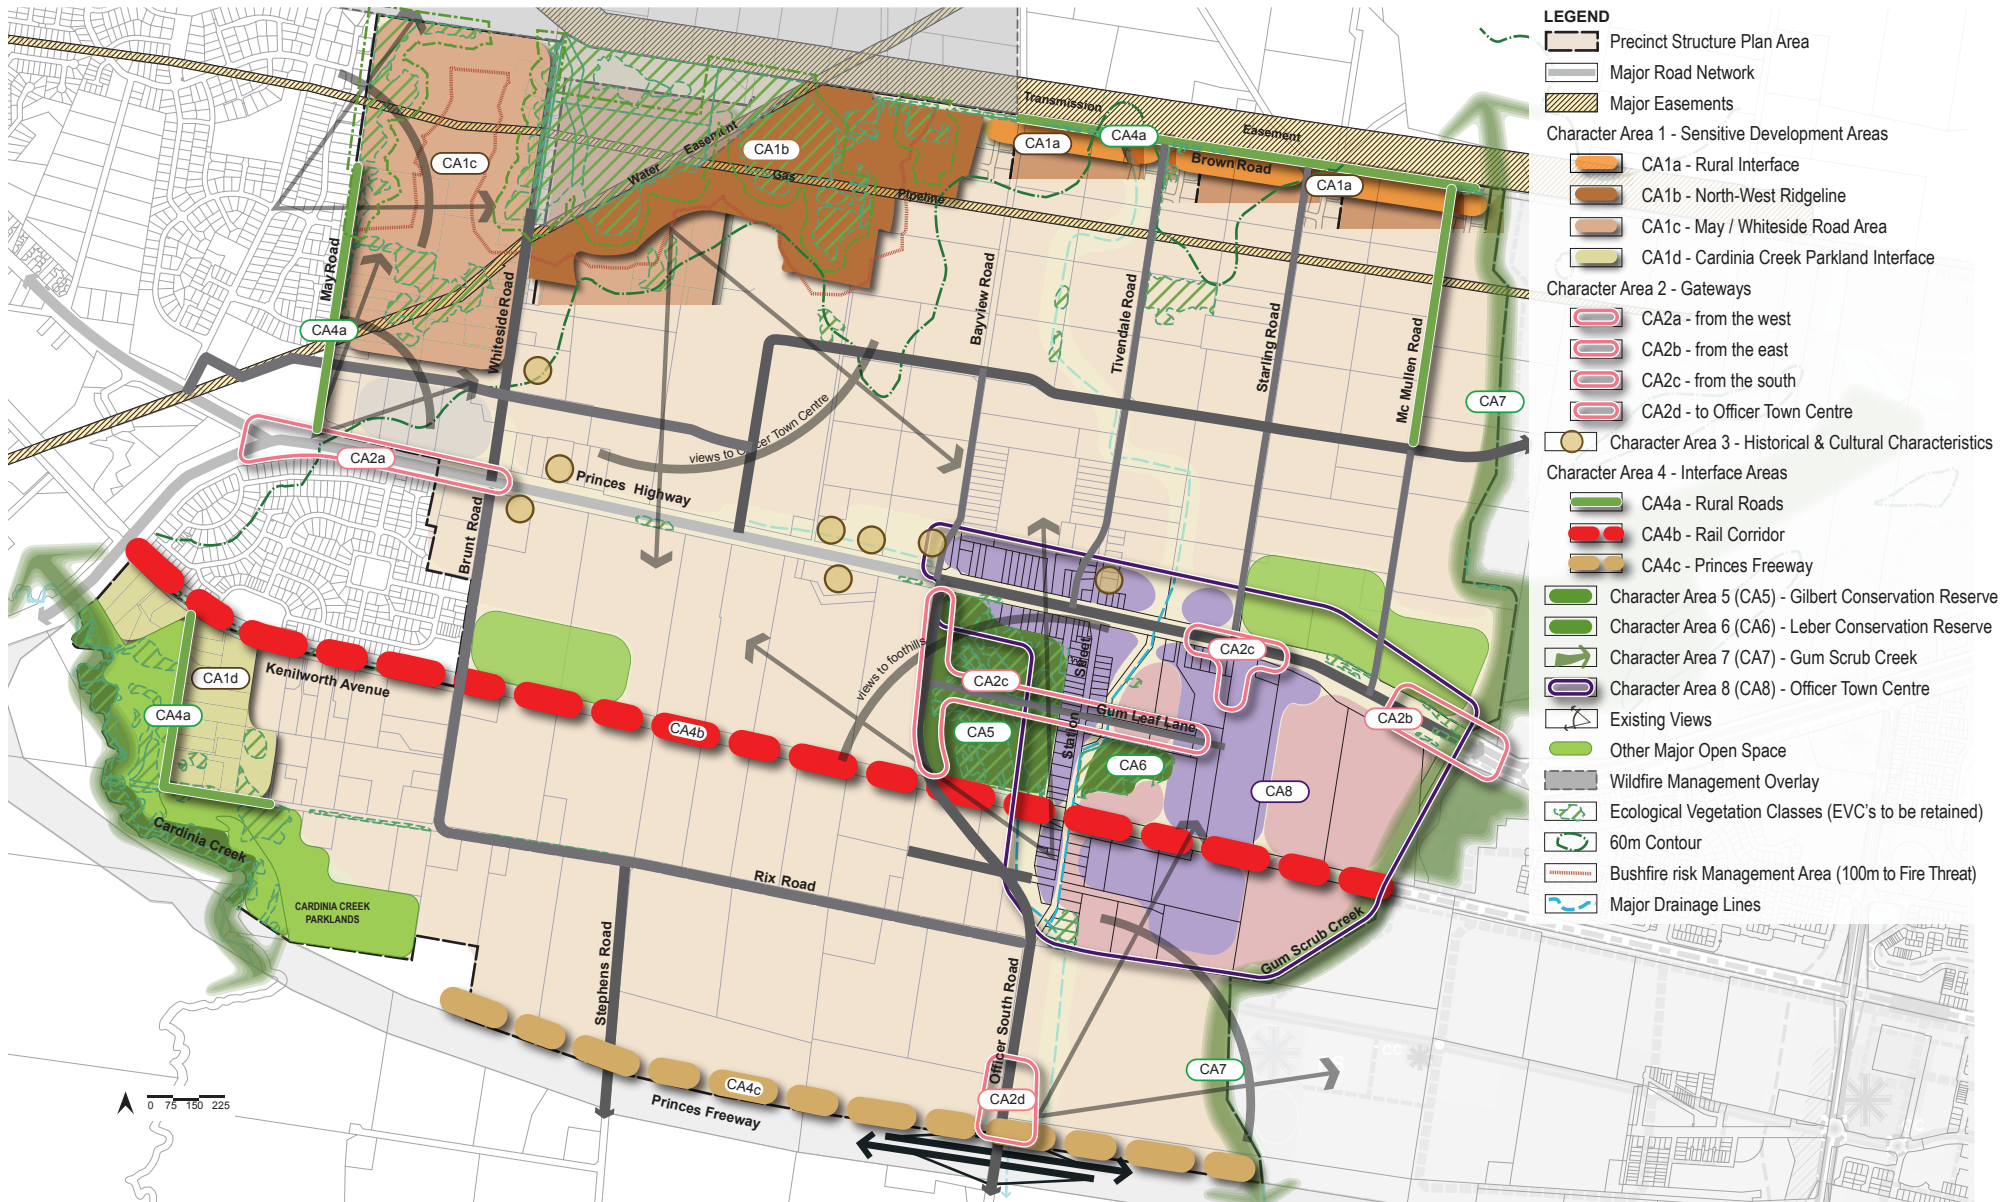 LEGEND
Precinct Structure Plan Area
Major Road Network
Major Easements
Character Area 1 - Sensitive Development Areas
CA1a - Rural Interface
CA1b - North-West Ridgeline
CA1c - May / Whiteside Road Area
CA1d - Cardinia Creek Parkland Interface
Character Area 2 - Gateways
CA2a - from the west
CA2b - from the east
CA2c - from the south
CA2d - to Officer Town Centre
Character Area 3 - Historical & Cultural Characteristics
Character Area 4 - Interface Areas
CA4a - Rural Roads
CA4b - Rail Corridor
CA4c - Princes Freeway
Character Area 5 (CA5) - Gilbert Conservation Reserve
Character Area 6 (CA6) - Leber Conservation Reserve
Character Area 7 (CA7) - Gum Scrub Creek
Character Area 8 (CA8) - Officer Town Centre
Existing Views
Other Major Open Space
Wildfire Management Overlay
Ecological Vegetation Classes (EVC's to be retained)
60m Contour
Bushfire risk Management Area (100m to Fire Threat)
Major Drainage Lines
Transmission
Easement
CA4a
CA1a
Brown Road
CA1a
CA1c
CA1b
Water
Easement
Gas
Pipeline
May Road
CA4a
Whiteside Road
Bayview Road
Tivendale Road
Starling Road
Mc Mullen Road
CA7
views to Officer Town Centre
CA2a
Princes Highway
Brunt Road
Kenilworth Avenue
CA1d
CA4a
CA4b
views to foothills
CA2c
CA2c
Gum Leaf Lane
Station
Street
CA5
CA6
CA8
CA2b
Cardinia Creek
CARDINIA CREEK
PARKLANDS
Rix Road
Stephens Road
Officer South Road
Gum Scrub Creek
CA7
CA2d
CA4c
Princes Freeway
0 75 150 225